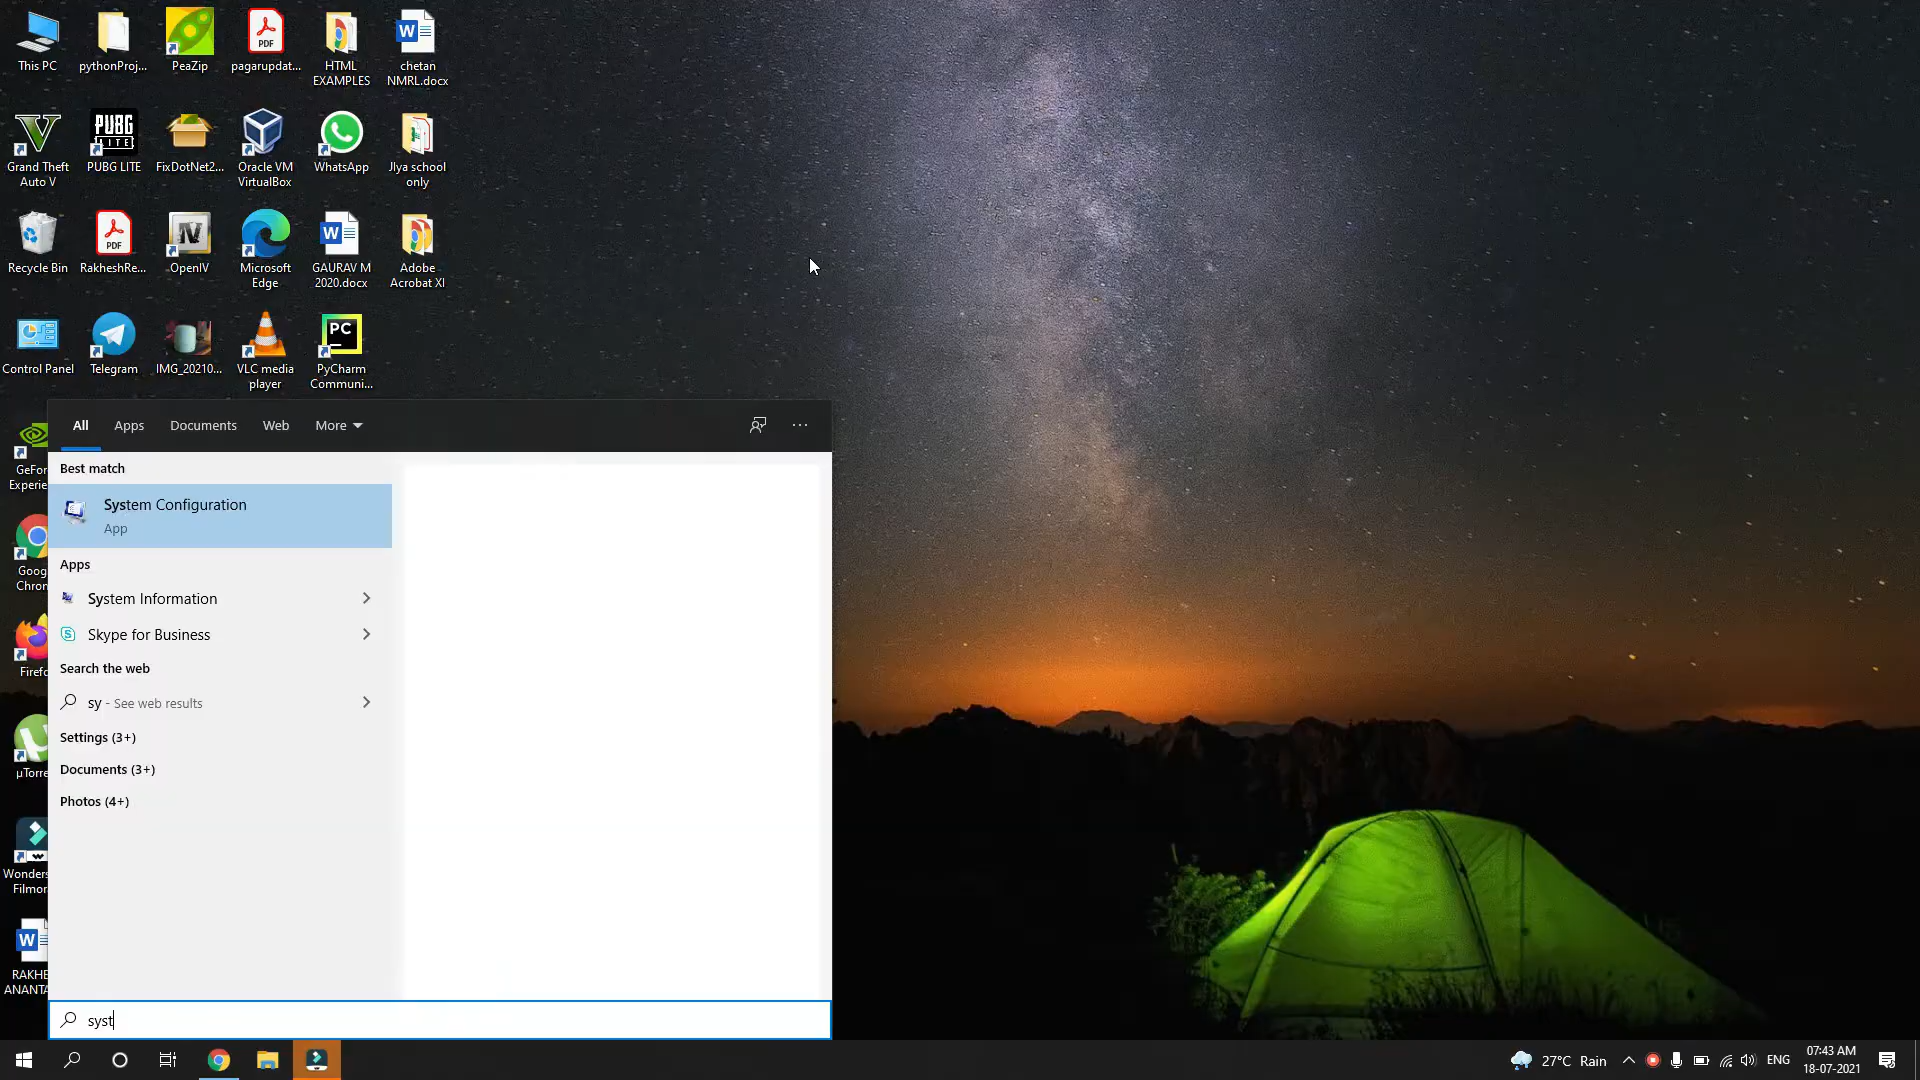 This PC
pythonProj...
PeaZip
pagarupdat...
HTML
EXAMPLES
chetan
NMRL.docx
Grand Theft
Auto V
PUBG LITE
FixDotNet2...
Oracle VM
VirtualBox
WhatsApp
Jlya school
only
Recycle Bin
RakheshRe...
OpenIV
Microsoft
Edge
GAURAV M
2020.docx
Adobe
Acrobat XI
Control Panel
Telegram
IMG_20210...
VLC media
player
PyCharm
Communi...
GeFor
Experie
Goog
Chron
Firefo
µTorre
Wonders
Filmor
RAKHE
ANANTA
All
Apps
Documents
Web
More
Best match
System Configuration
App
Apps
System Information
Skype for Business
Search the web
sy - See web results
Settings (3+)
Documents (3+)
Photos (4+)
syst
27°C Rain
ENG
07:43 AM
18-07-2021